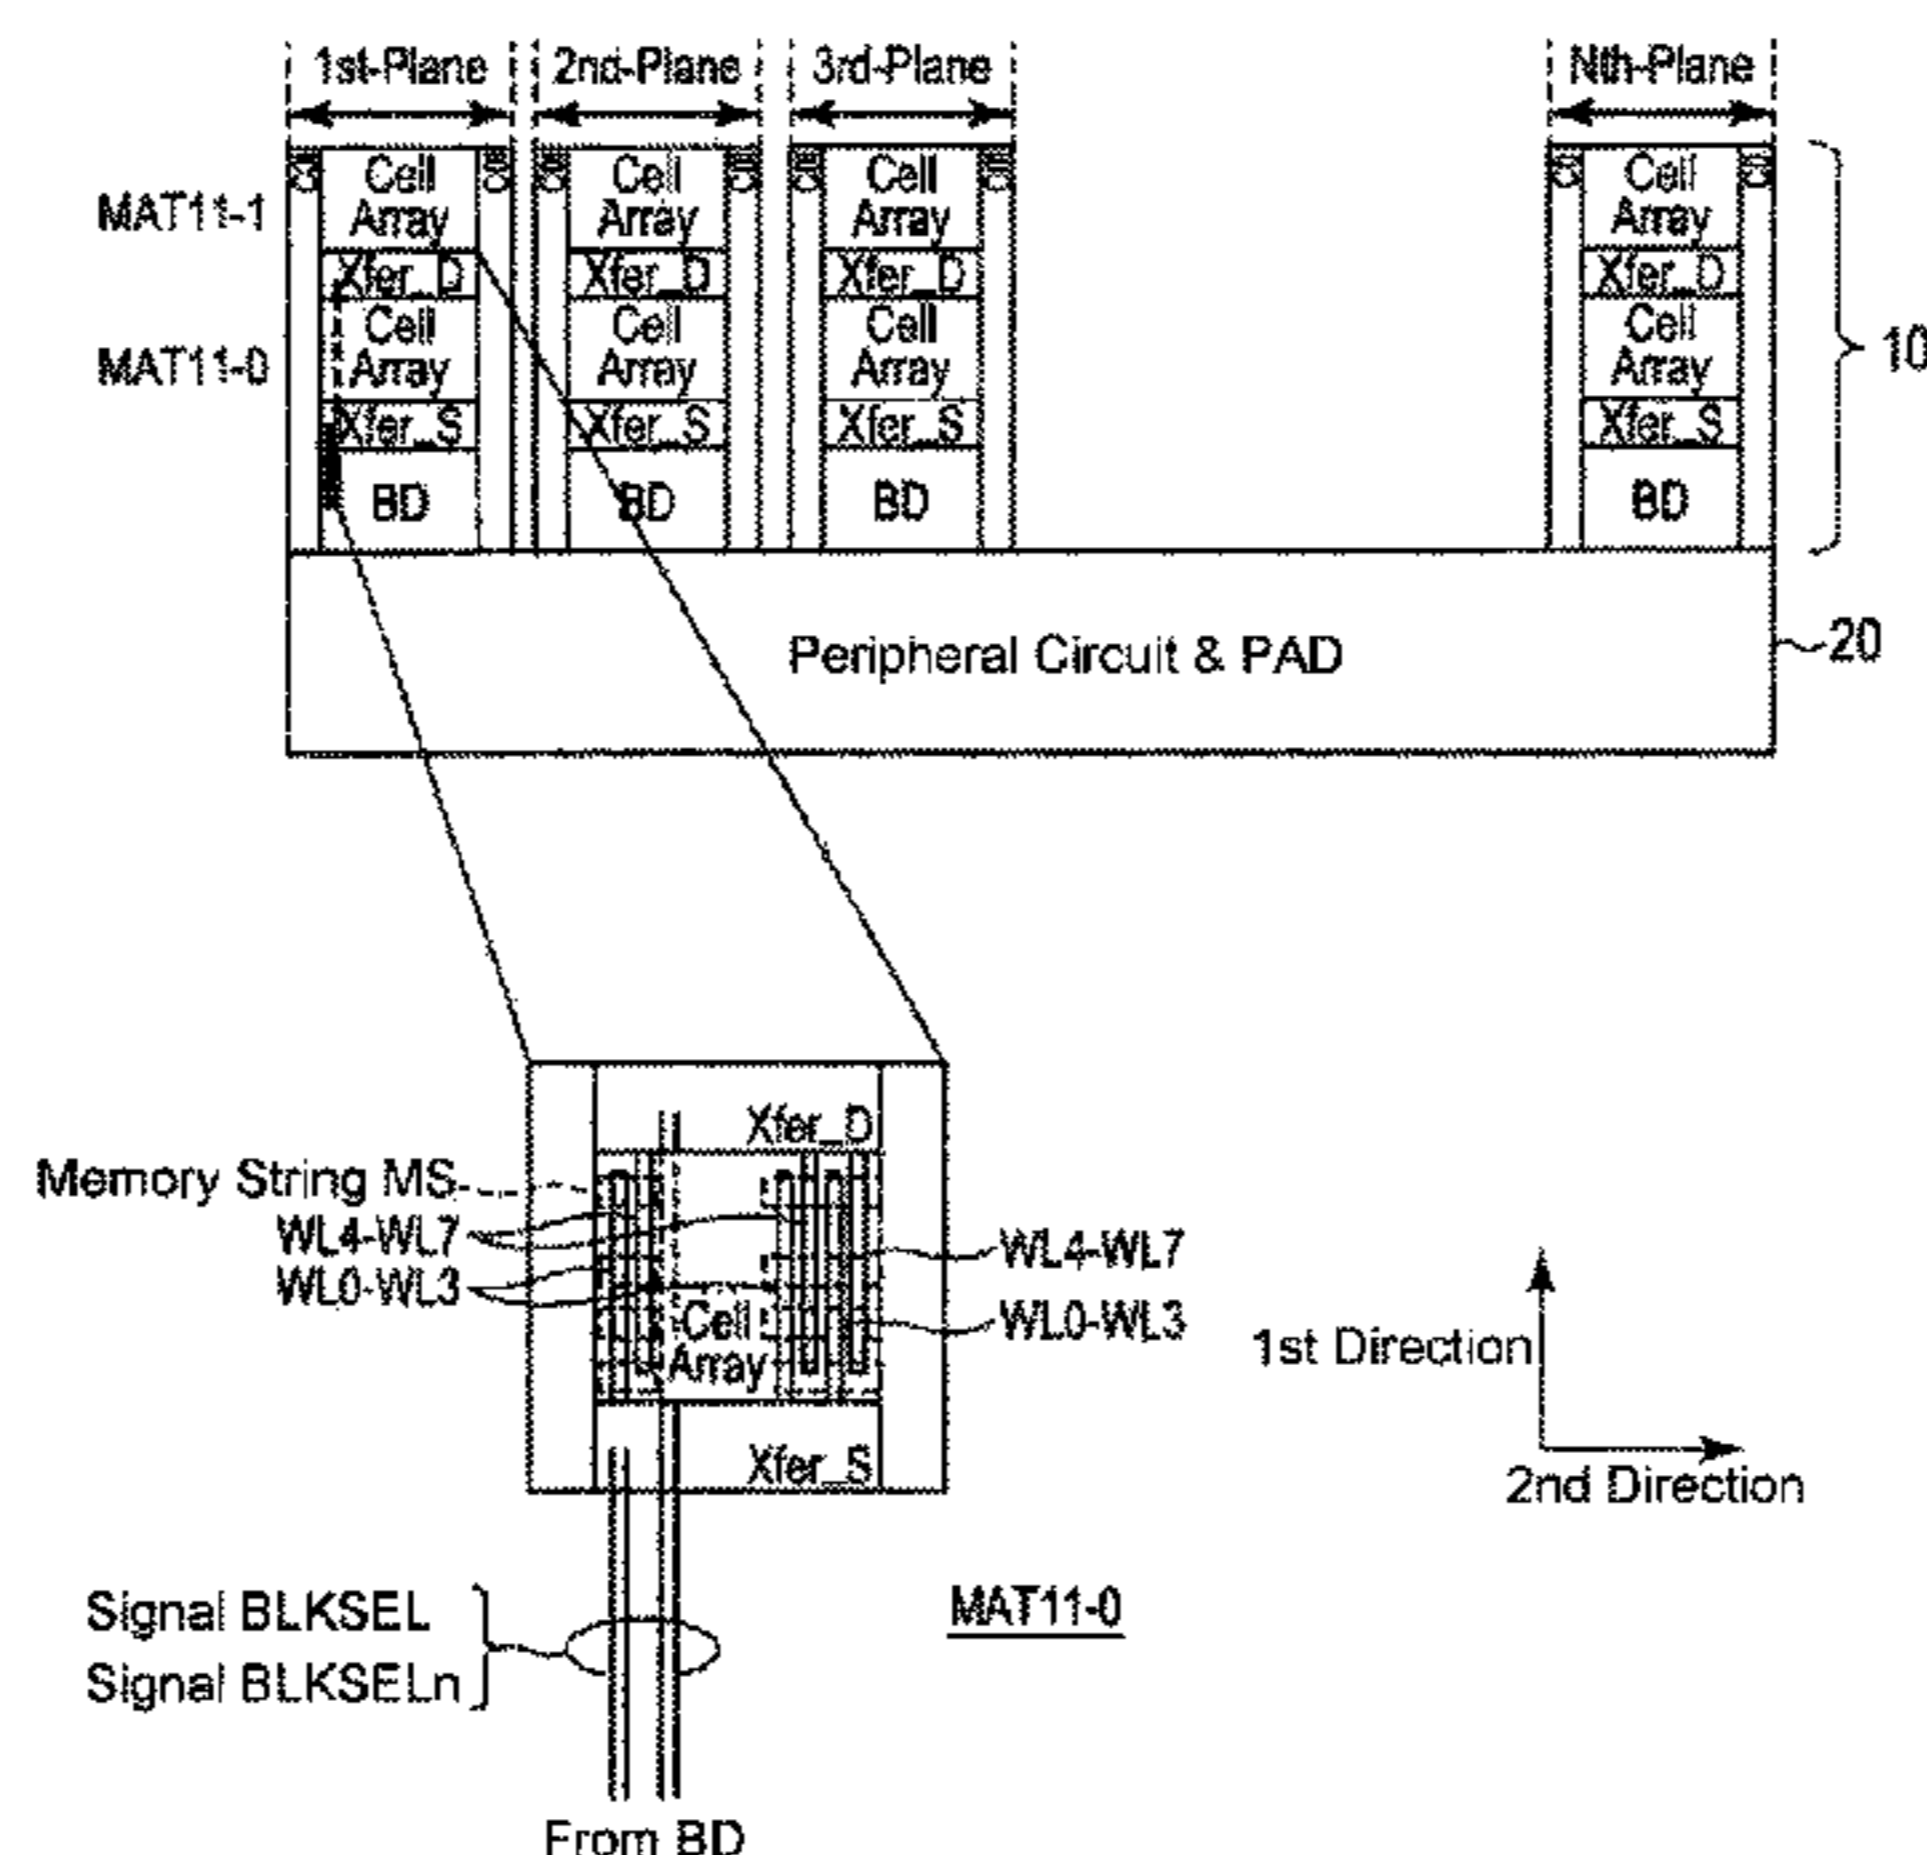 1st-Plane 2nd-Plane 3rd-Plane Nth-Plane
MAT11-1
Cell Array Cell Array Cell Array Cell Array
Xfer_D Xfer_D Xfer_D Xfer_D
MAT11-0
Cell Array Cell Array Cell Array Cell Array
10
Xfer_S Xfer_S Xfer_S Xfer_S
BD BD BD BD
Peripheral Circuit & PAD
20
Xfer_D
Memory String MS
WL4-WL7
WL0-WL3
WL4-WL7
WL0-WL3
Cell
Array
Xfer_S
1st Direction
2nd Direction
Signal BLKSEL
Signal BLKSELn
MAT11-0
From BD